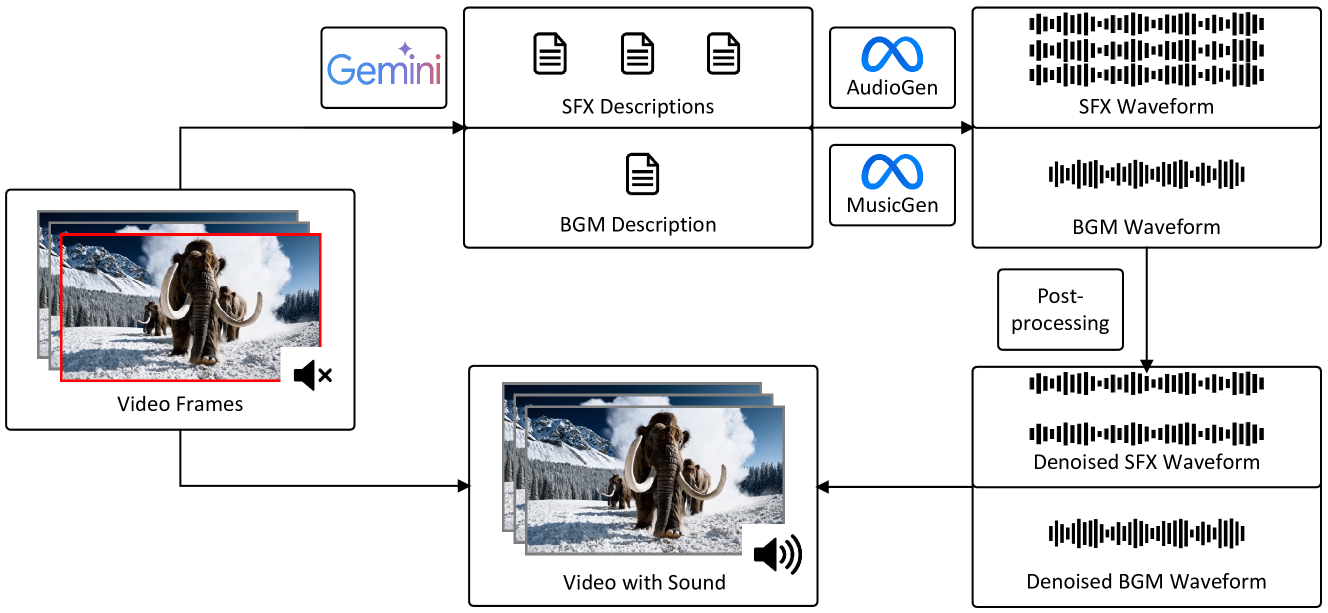 Gemini
SFX Descriptions
BGM Description
AudioGen
MusicGen
SFX Waveform
BGM Waveform
Post-
processing
Video Frames
Video with Sound
Denoised SFX Waveform
Denoised BGM Waveform